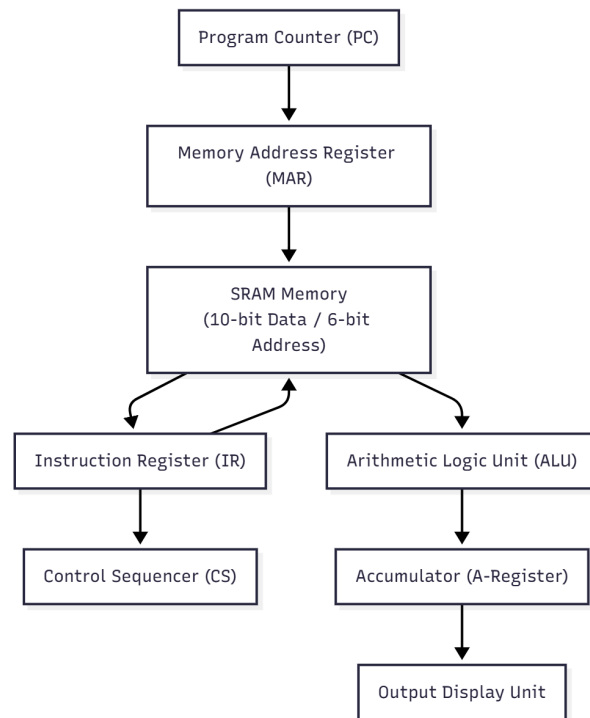 Program Counter (PC)
Memory Address Register
(MAR)
SRAM Memory
(10-bit Data / 6-bit
Address)
Instruction Register (IR)
Arithmetic Logic Unit (ALU)
Control Sequencer (CS)
Accumulator (A-Register)
Output Display Unit